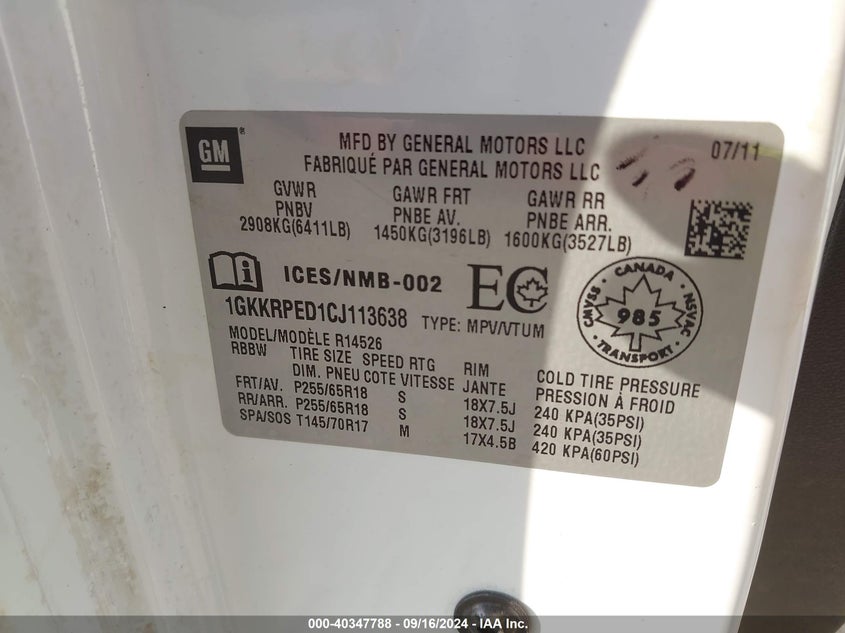 GM
MFD BY GENERAL MOTORS LLC 07/11
FABRIQUÉ PAR GENERAL MOTORS LLC
GVWR GAWR FRT GAWR RR
PNBV PNBE AV. PNBE ARR.
2908KG(6411LB) 1450KG(3196LB) 1600KG(3527LB)
ICES/NMB-002 EC
CANADA
CMVSS 985 NSVAC
TRANSPORT
1GKKRPED1CJ113638 TYPE: MPV/VTUM
MODEL/MODÈLE R14526
RBBW TIRE SIZE SPEED RTG RIM COLD TIRE PRESSURE
DIM. PNEU COTE VITESSE JANTE PRESSION À FROID
FRT/AV. P255/65R18 S 18X7.5J 240 KPA(35PSI)
RR/ARR. P255/65R18 S 18X7.5J 240 KPA(35PSI)
SPA/SOS T145/70R17 M 17X4.5B 420 KPA(60PSI)
000-40347788 - 09/16/2024 - IAA Inc.